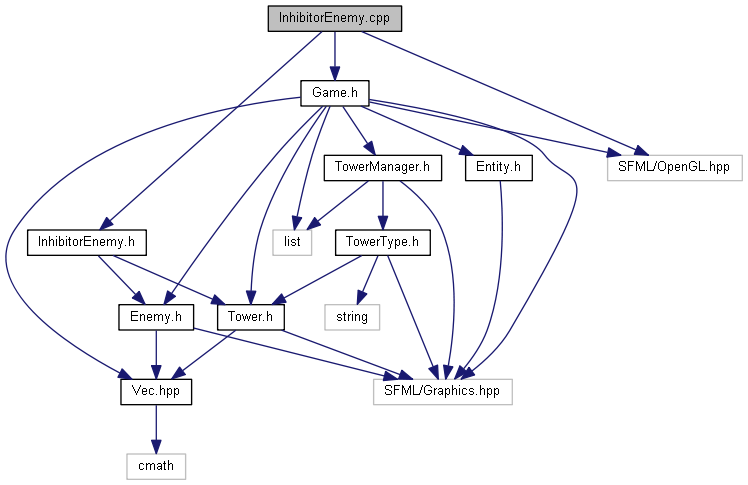 InhibitorEnemy.cpp
Game.h
TowerManager.h
Entity.h
SFML/OpenGL.hpp
InhibitorEnemy.h
list
TowerType.h
Enemy.h
Tower.h
string
Vec.hpp
SFML/Graphics.hpp
cmath